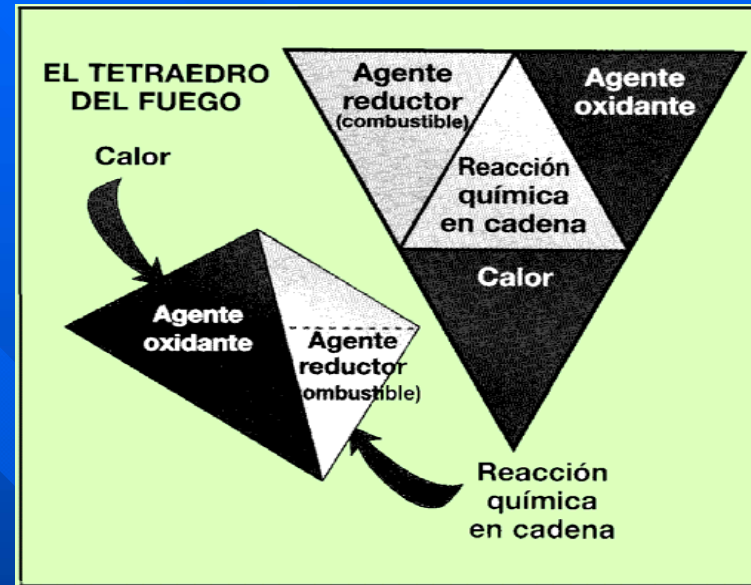 EL TETRAEDRO
DEL FUEGO
Calor
Agente
oxidante
Agente
reductor
ombustible)
Reacción
química
en cadena
Agente
reductor
(combustible)
Agente
oxidante
Reacción
química
en cadena
Calor